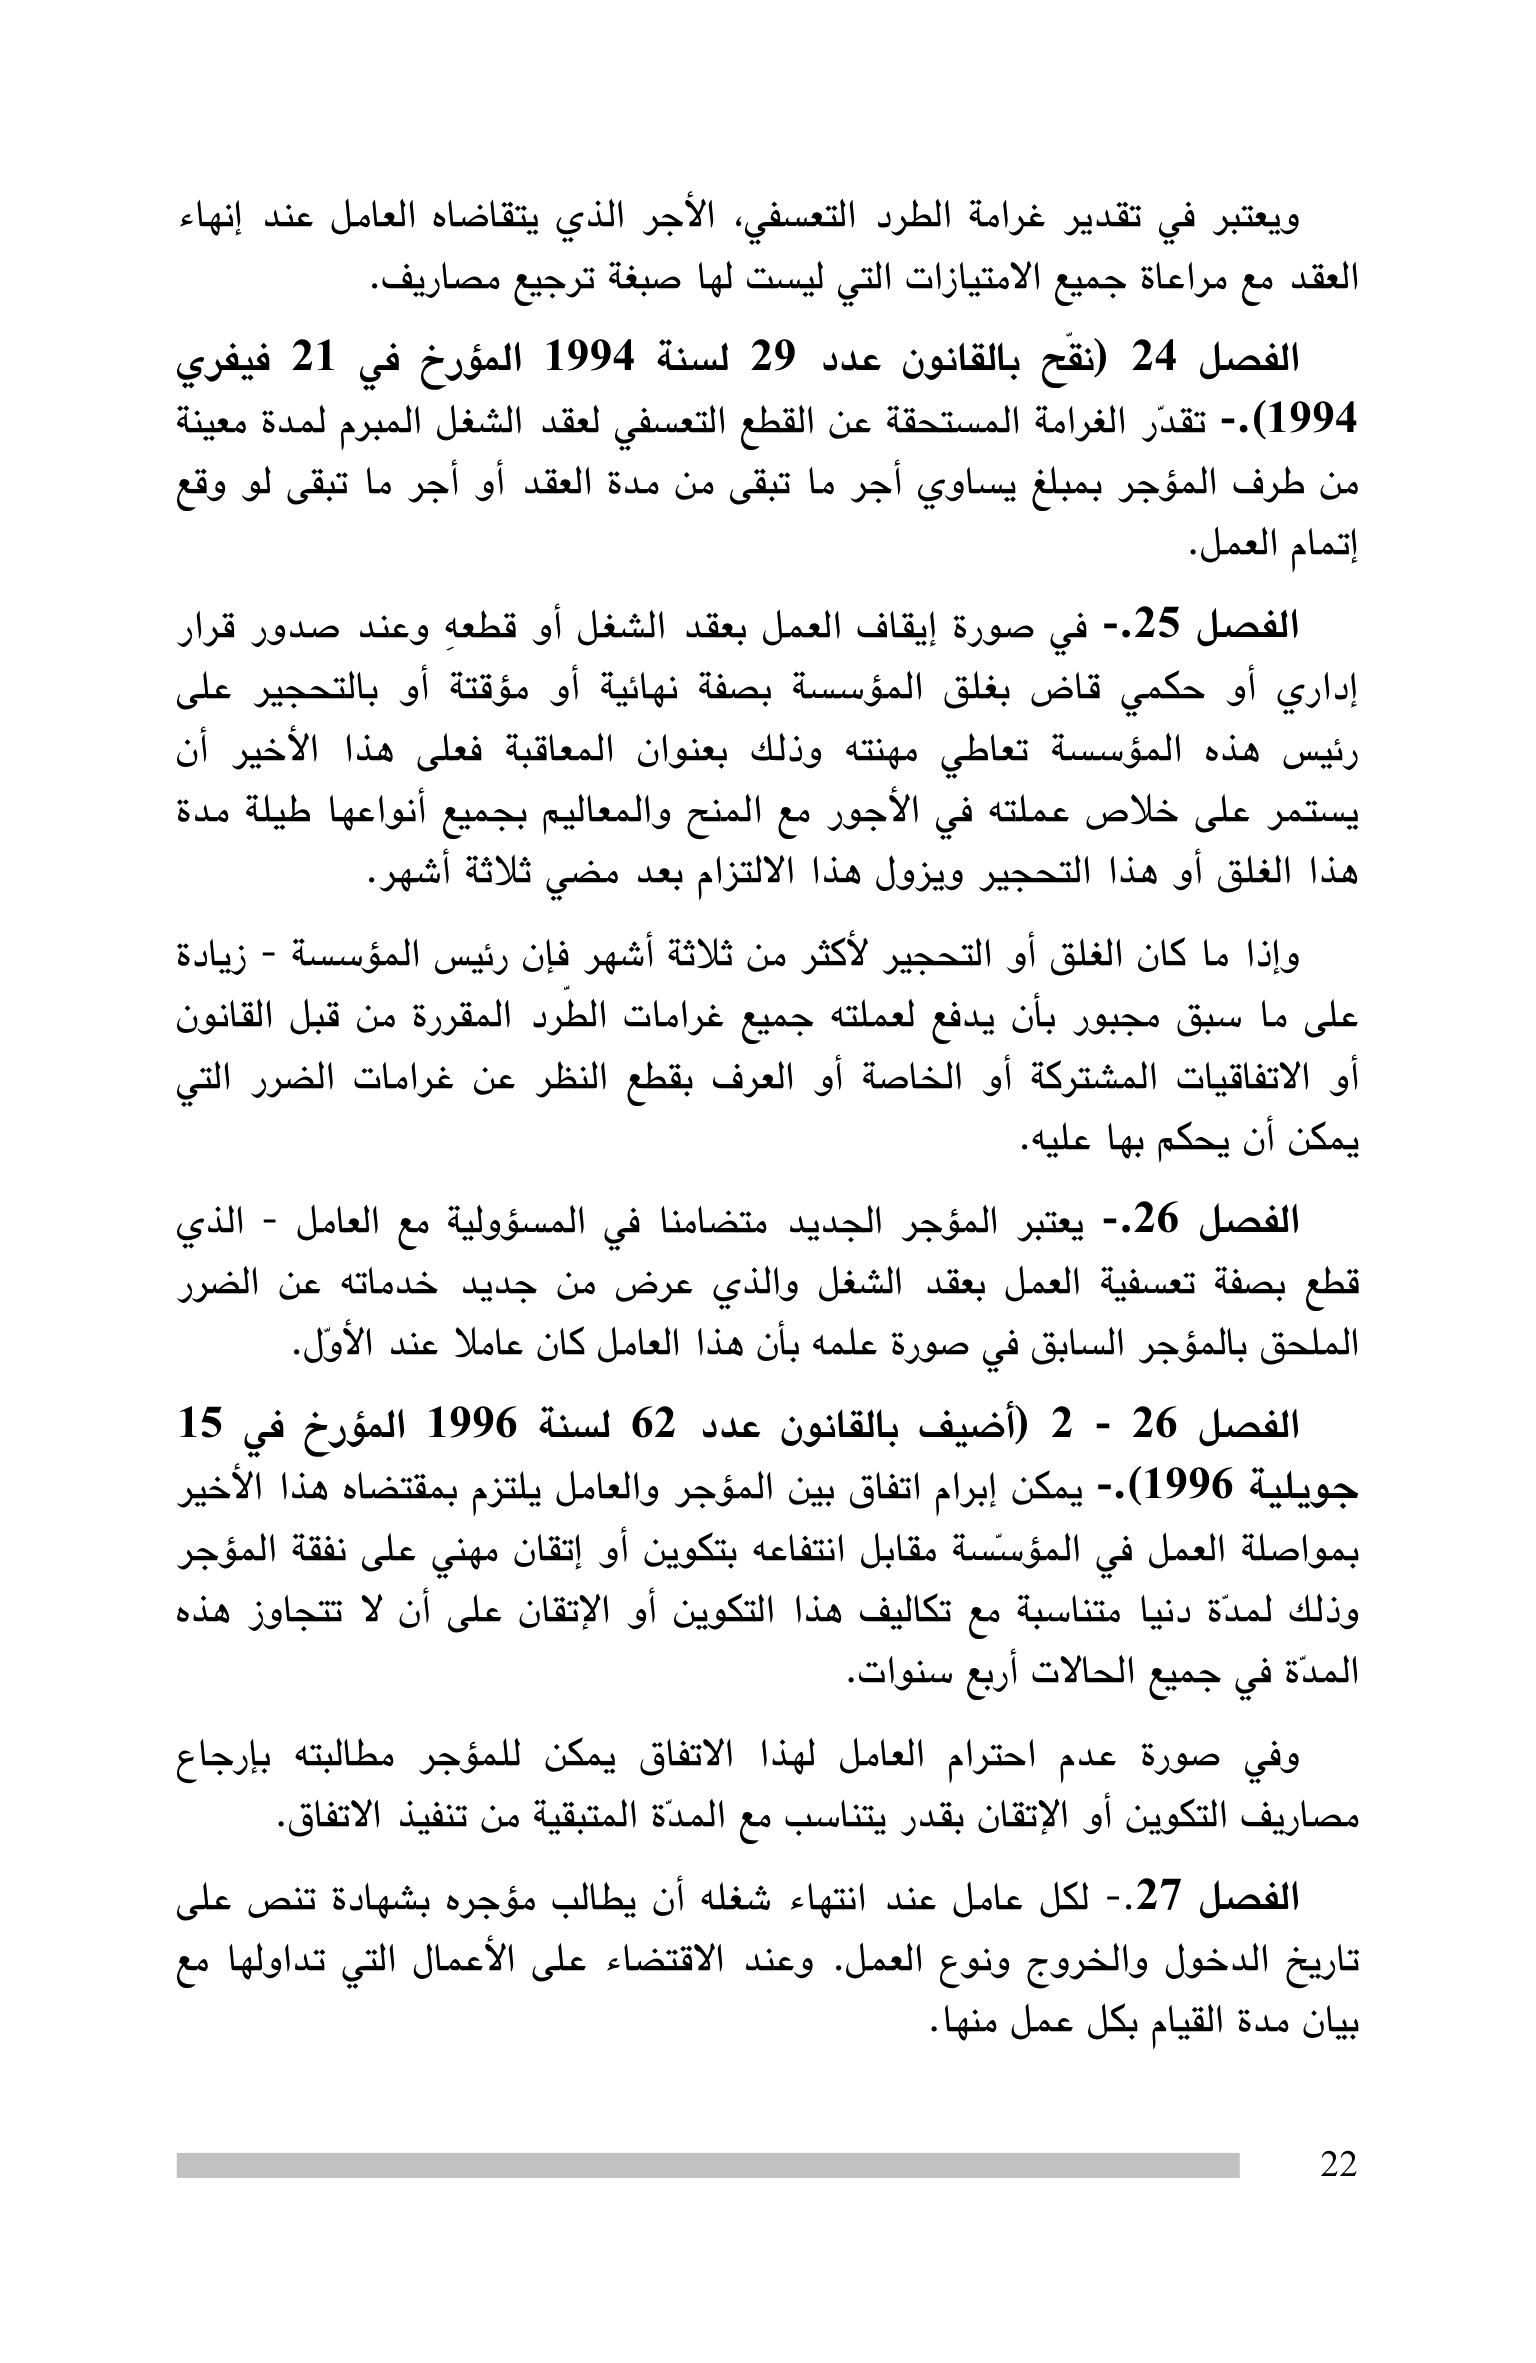 ويعتبر في تقدير غرامة الطرد التعسفي، الأجر الذي يتقاضاه العامل عند إنهاء
العقد مع مراعاة جميع الامتيازات التي ليست لها صبغة ترجيع مصاريف.
الفصل 24 (نقّح بالقانون عدد 29 لسنة 1994 المؤرخ في 21 فيفري
1994).- تقدّر الغرامة المستحقة عن القطع التعسفي لعقد الشغل المبرم لمدة معينة
من طرف المؤجر بمبلغ يساوي أجر ما تبقى من مدة العقد أو أجر ما تبقى لو وقع
إتمام العمل.
الفصل 25.- في صورة إيقاف العمل بعقد الشغل أو قطعهِ وعند صدور قرار
إداري أو حكمي قاض بغلق المؤسسة بصفة نهائية أو مؤقتة أو بالتحجير على
رئيس هذه المؤسسة تعاطي مهنته وذلك بعنوان المعاقبة فعلى هذا الأخير أن
يستمر على خلاص عملته في الأجور مع المنح والمعاليم بجميع أنواعها طيلة مدة
هذا الغلق أو هذا التحجير ويزول هذا الالتزام بعد مضي ثلاثة أشهر.
وإذا ما كان الغلق أو التحجير لأكثر من ثلاثة أشهر فإن رئيس المؤسسة - زيادة
على ما سبق مجبور بأن يدفع لعملته جميع غرامات الطّرد المقررة من قبل القانون
أو الاتفاقيات المشتركة أو الخاصة أو العرف بقطع النظر عن غرامات الضرر التي
يمكن أن يحكم بها عليه.
الفصل 26.- يعتبر المؤجر الجديد متضامنا في المسؤولية مع العامل - الذي
قطع بصفة تعسفية العمل بعقد الشغل والذي عرض من جديد خدماته عن الضرر
الملحق بالمؤجر السابق في صورة علمه بأن هذا العامل كان عاملا عند الأوّل.
الفصل 26 - 2 (أضيف بالقانون عدد 62 لسنة 1996 المؤرخ في 15
جويلية 1996).- يمكن إبرام اتفاق بين المؤجر والعامل يلتزم بمقتضاه هذا الأخير
بمواصلة العمل في المؤسّسة مقابل انتفاعه بتكوين أو إتقان مهني على نفقة المؤجر
وذلك لمدّة دنيا متناسبة مع تكاليف هذا التكوين أو الإتقان على أن لا تتجاوز هذه
المدّة في جميع الحالات أربع سنوات.
وفي صورة عدم احترام العامل لهذا الاتفاق يمكن للمؤجر مطالبته بإرجاع
مصاريف التكوين أو الإتقان بقدر يتناسب مع المدّة المتبقية من تنفيذ الاتفاق.
الفصل 27.- لكل عامل عند انتهاء شغله أن يطالب مؤجره بشهادة تنص على
تاريخ الدخول والخروج ونوع العمل. وعند الاقتضاء على الأعمال التي تداولها مع
بيان مدة القيام بكل عمل منها.
22